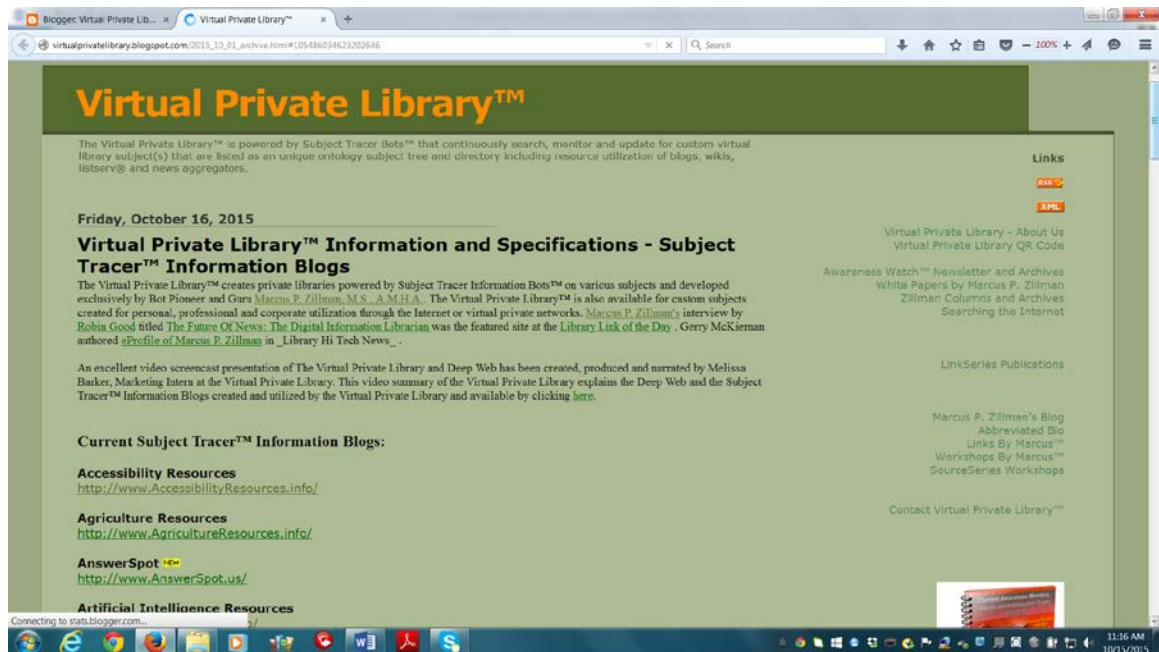 Blogger: Virtual Private Lib...
Virtual Private Library™
virtualprivatelibrary.blogspot.com/2015_10_01_archive.html#105486034623202646
Search
100%
Virtual Private Library™
The Virtual Private Library™ is powered by Subject Tracer Bots™ that continuously search, monitor and update for custom virtual
library subject(s) that are listed as an unique ontology subject tree and directory including resource utilization of blogs, wikis,
listserv® and news aggregators.
Friday, October 16, 2015
Virtual Private Library™ Information and Specifications - Subject
Tracer™ Information Blogs
The Virtual Private Library™ creates private libraries powered by Subject Tracer Information Bots™ on various subjects and developed
exclusively by Bot Pioneer and Guru Marcus P. Zillman, M.S., A.M.H.A.. The Virtual Private Library™ is also available for custom subjects
created for personal, professional and corporate utilization through the Internet or virtual private networks. Marcus P. Zillman's interview by
Robin Good titled The Future Of News: The Digital Information Librarian was the featured site at the Library Link of the Day . Gerry McKiernan
authored eProfile of Marcus P. Zillman in _Library Hi Tech News_ .
An excellent video screencast presentation of The Virtual Private Library and Deep Web has been created, produced and narrated by Melissa
Barker, Marketing Intern at the Virtual Private Library. This video summary of the Virtual Private Library explains the Deep Web and the Subject
Tracer™ Information Blogs created and utilized by the Virtual Private Library and available by clicking here.
Current Subject Tracer™ Information Blogs:
Accessibility Resources
http://www.AccessibilityResources.info/
Agriculture Resources
http://www.AgricultureResources.info/
AnswerSpot NEW
http://www.AnswerSpot.us/
Artificial Intelligence Resources
Links
RSS
XML
Virtual Private Library - About Us
Virtual Private Library QR Code
Awareness Watch™ Newsletter and Archives
White Papers by Marcus P. Zillman
Zillman Columns and Archives
Searching the Internet
LinkSeries Publications
Marcus P. Zillman's Blog
Abbreviated Bio
Links By Marcus™
Workshops By Marcus™
SourceSeries Workshops
Contact Virtual Private Library™
Connecting to stats.blogger.com...
11:16 AM
10/15/2015